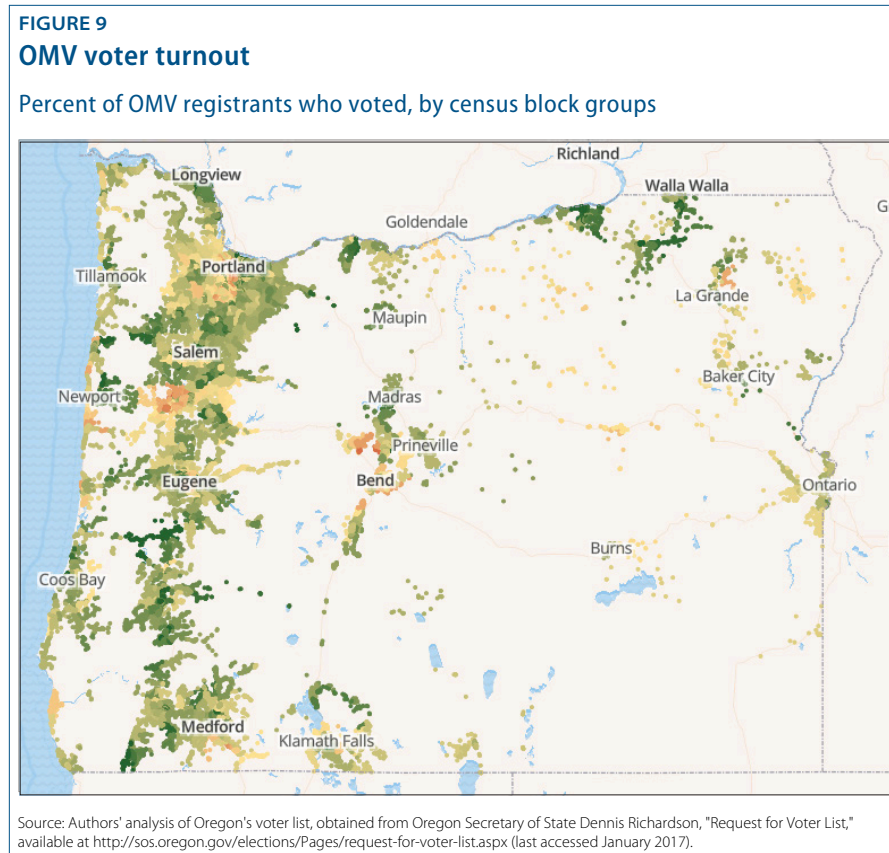 FIGURE 9
OMV voter turnout
Percent of OMV registrants who voted, by census block groups
Richland
Longview
Walla Walla
G
Goldendale
Portland
Tillamook
La Grande
Maupin
Salem
Baker City
Newport
Madras
Prineville
Eugene
Bend
Ontario
Burns
Coos Bay
Medford
Klamath Falls
Source: Authors' analysis of Oregon's voter list, obtained from Oregon Secretary of State Dennis Richardson, "Request for Voter List,"
available at http://sos.oregon.gov/elections/Pages/request-for-voter-list.aspx (last accessed January 2017).